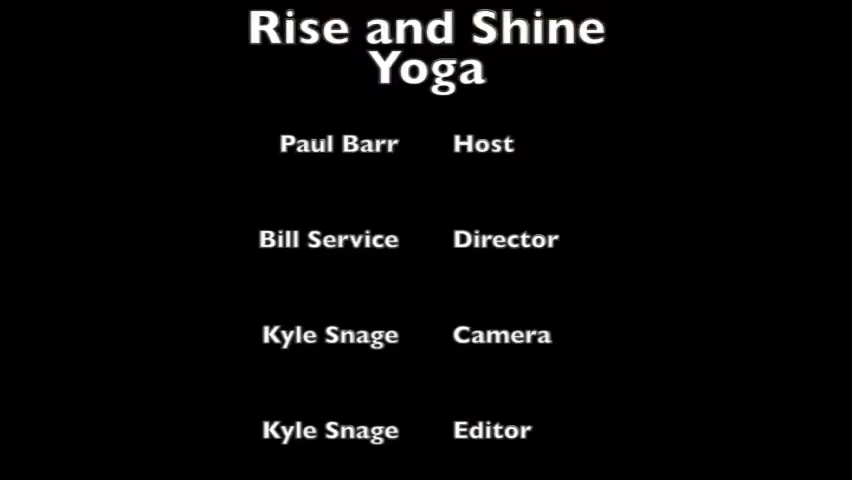 Rise and Shine
Yoga
Paul Barr Host
Bill Service Director
Kyle Snage Camera
Kyle Snage Editor